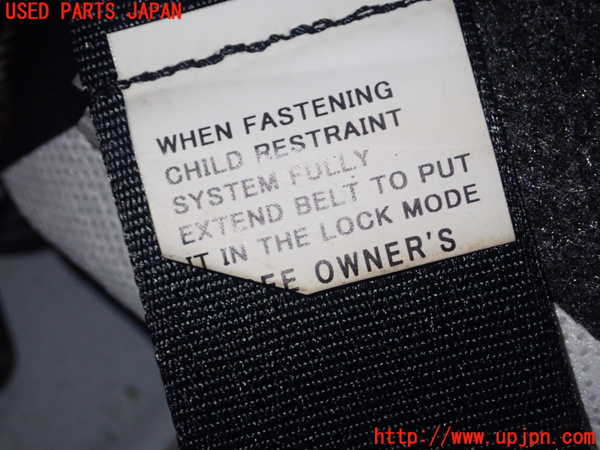 USED PARTS JAPAN
WHEN FASTENING
CHILD RESTRAINT
SYSTEM FULLY
EXTEND BELT TO PUT
IT IN THE LOCK MODE
OWNER'S
http://www.upjpn.com/